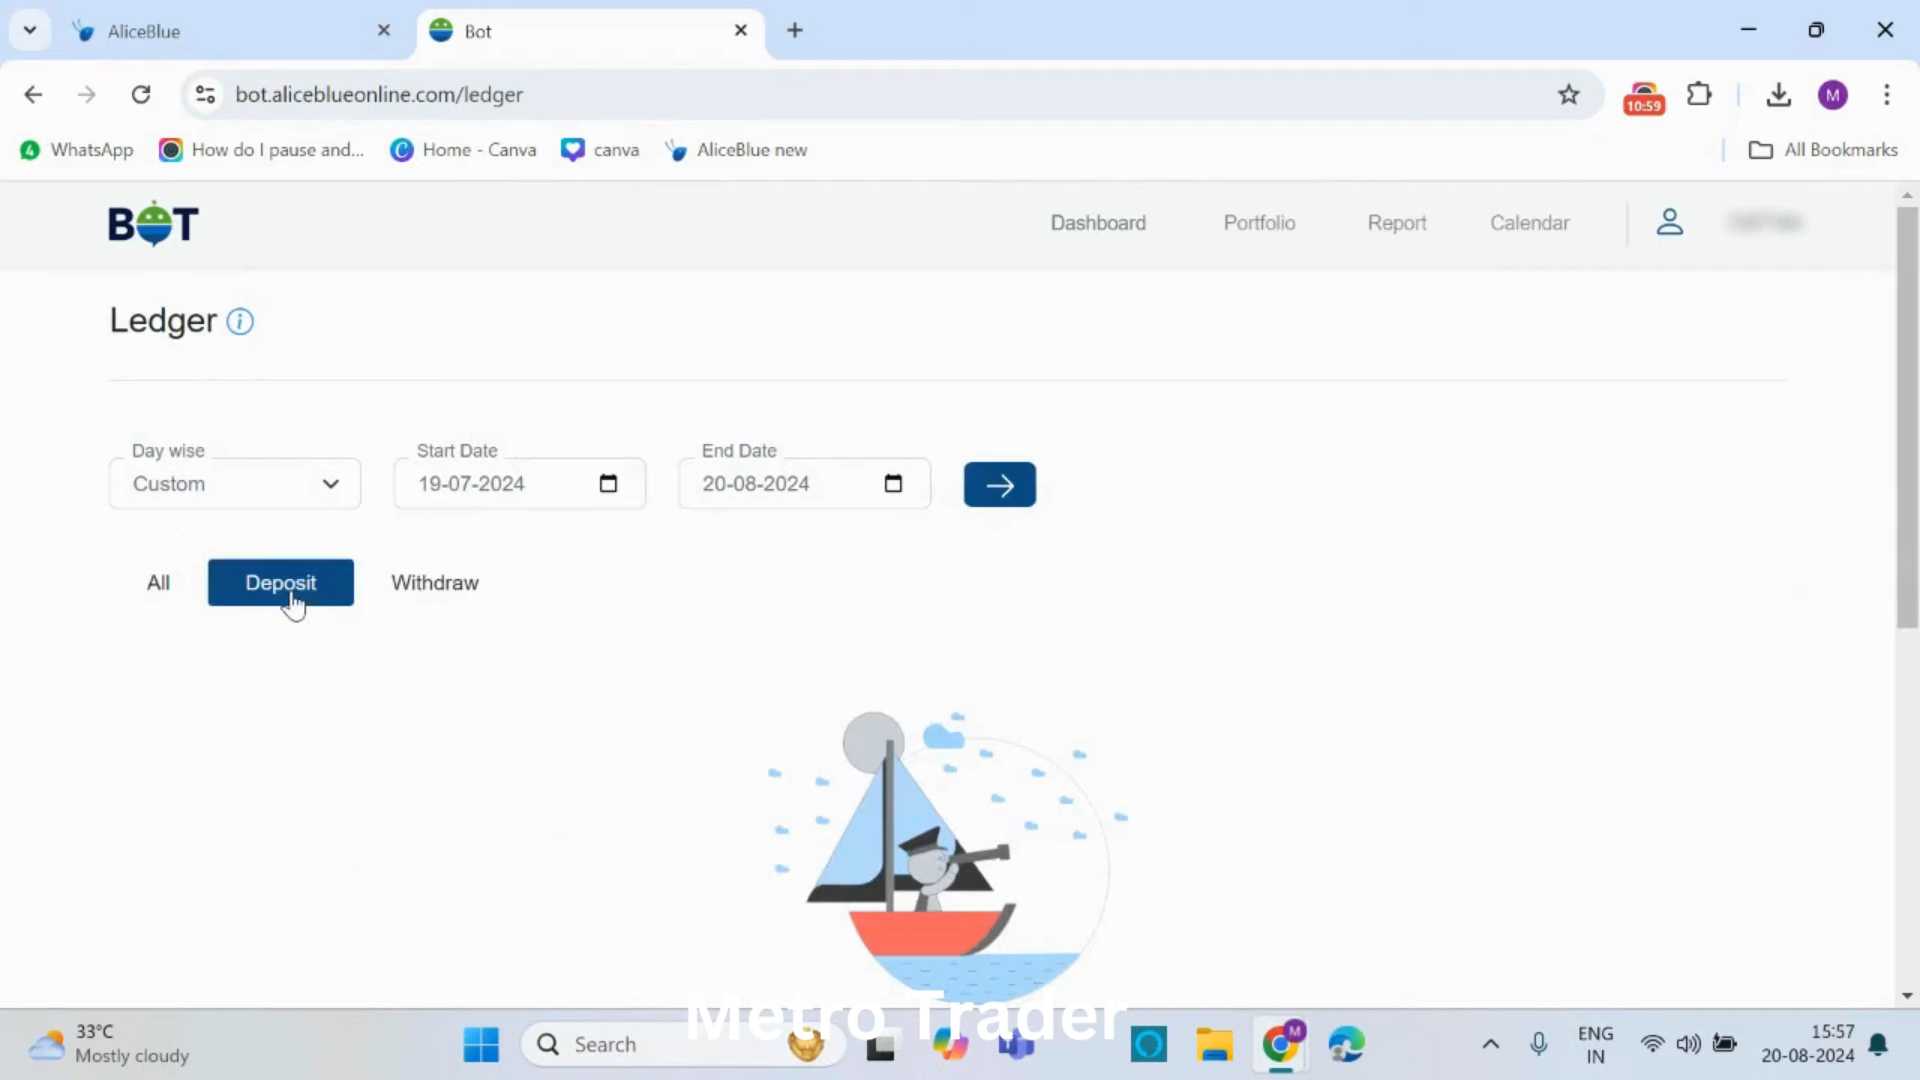 AliceBlue
Bot
bot.aliceblueonline.com/ledger
10:59
M
4 WhatsApp
How do I pause and...
Home - Canva
canva
AliceBlue new
All Bookmarks
BOT
Dashboard
Portfolio
Report
Calendar
Ledger i
Day wise
Custom
Start Date
19-07-2024
End Date
20-08-2024
All
Deposit
Withdraw
Metro Trader
33°C
Mostly cloudy
Search
M
ENG
IN
15:57
20-08-2024